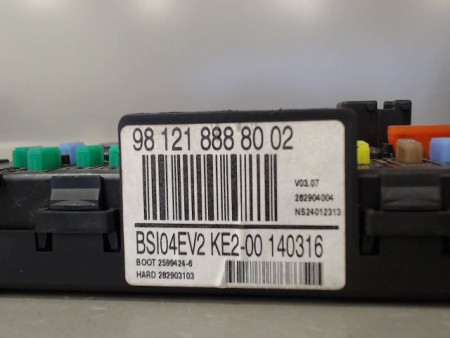 98 121 888 80 02
V03.07
282904004
NS24012313
BSI04EV2 KE2-00 140316
BOOT 2599424-6
HARD 282903103